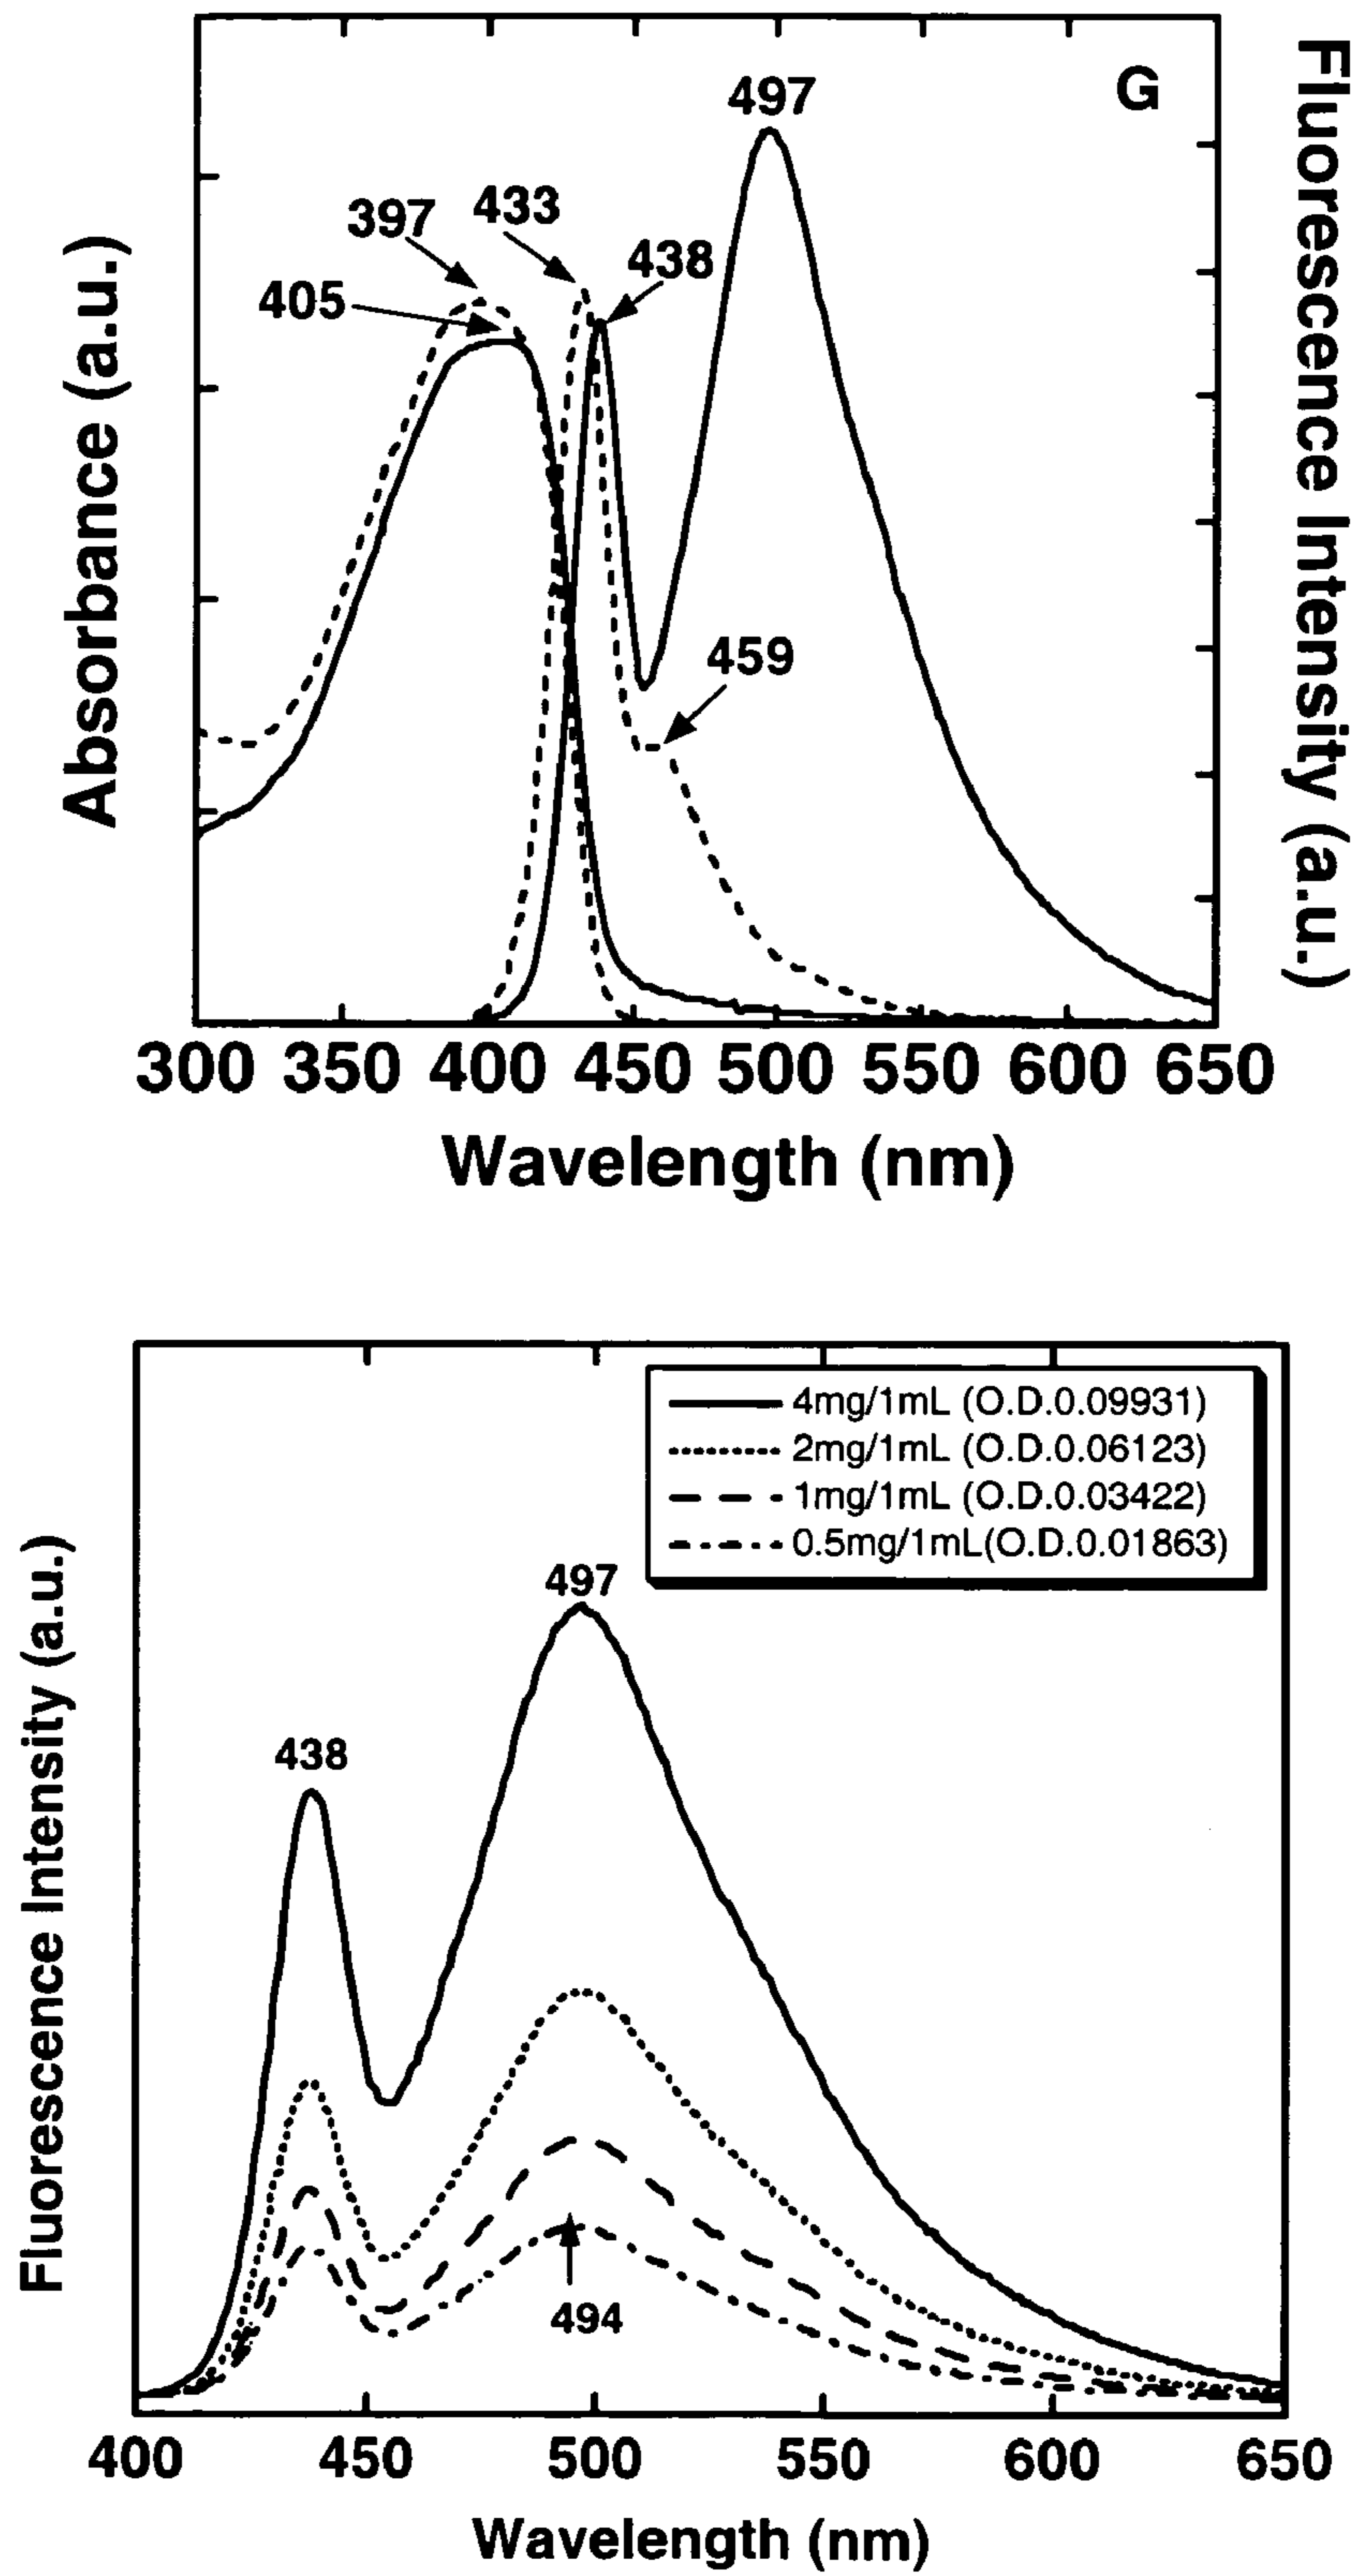 G
497
397
433
438
405
459
Absorbance (a.u.)
Fluorescence Intensity (a.u.)
300 350 400 450 500 550 600 650
Wavelength (nm)
4mg/1mL (O.D.0.09931)
2mg/1mL (O.D.0.06123)
1mg/1mL (O.D.0.03422)
0.5mg/1mL(O.D.0.01863)
497
438
494
Fluorescence Intensity (a.u.)
400 450 500 550 600 650
Wavelength (nm)